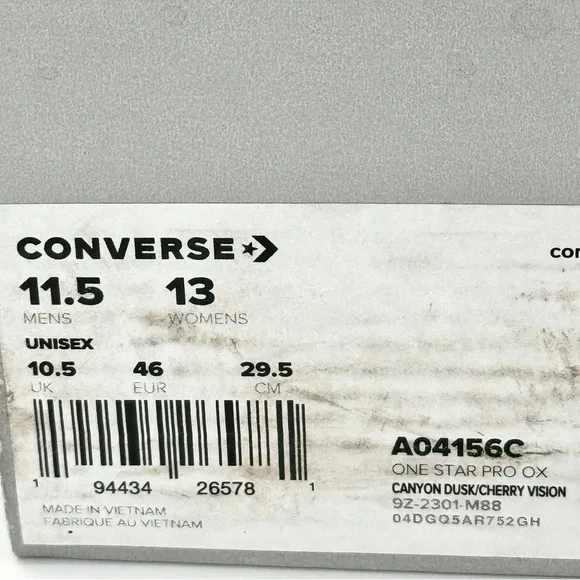 CONVERSE
con
11.5 13
MENS WOMENS
UNISEX
10.5 46 29.5
UK EUR CM
1 94434 26578 1
MADE IN VIETNAM
FABRIQUE AU VIETNAM
A04156C
ONE STAR PRO OX
CANYON DUSK/CHERRY VISION
9Z-2301-M88
04DGQ5AR752GH